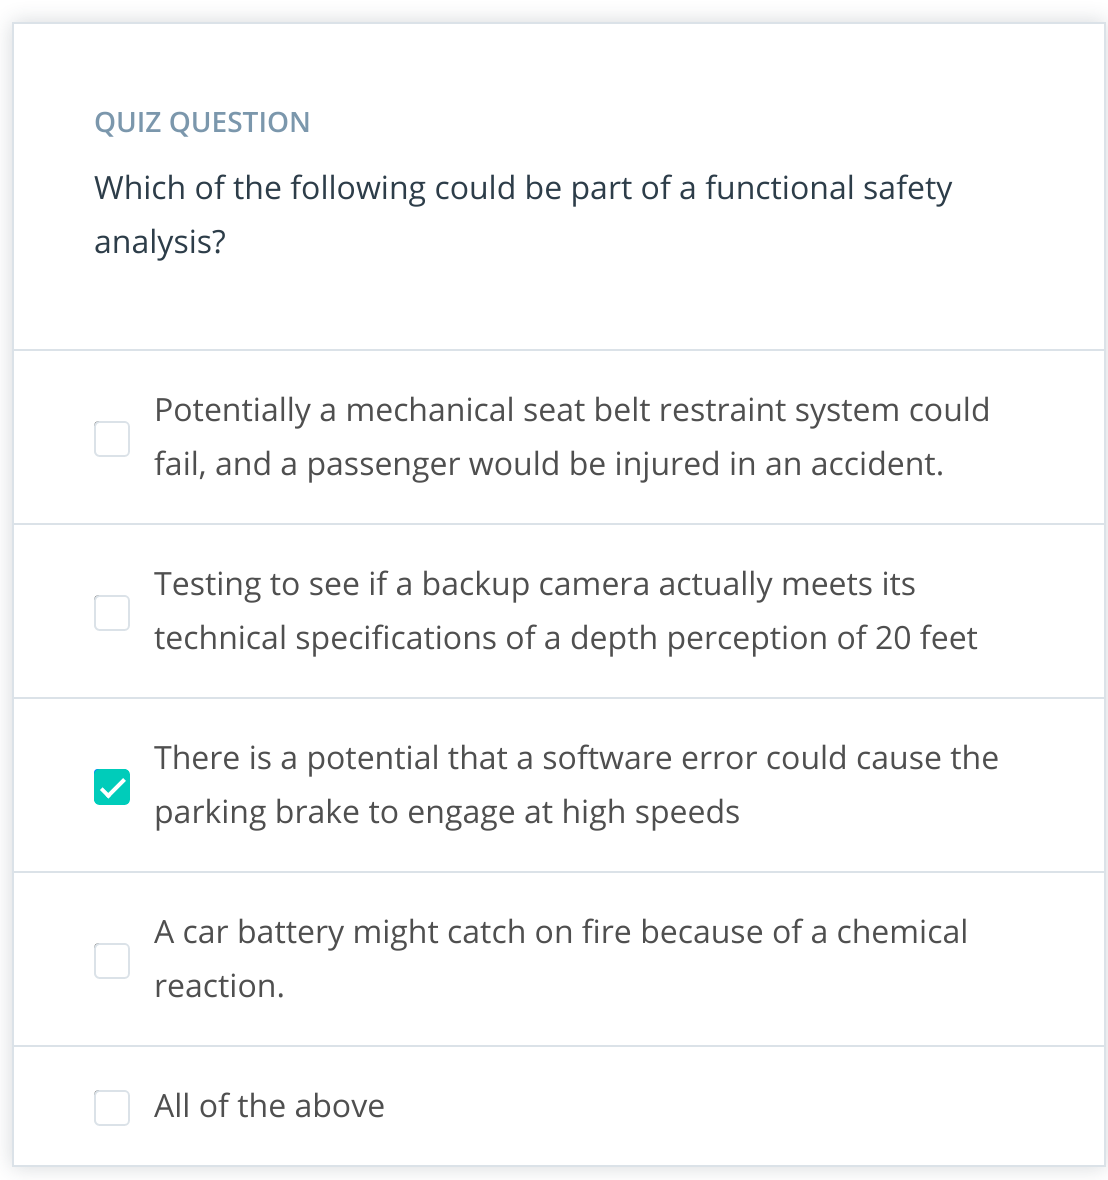 QUIZ QUESTION
Which of the following could be part of a functional safety
analysis?
Potentially a mechanical seat belt restraint system could
fail, and a passenger would be injured in an accident.
Testing to see if a backup camera actually meets its
technical specifications of a depth perception of 20 feet
There is a potential that a software error could cause the
parking brake to engage at high speeds
A car battery might catch on fire because of a chemical
reaction.
All of the above